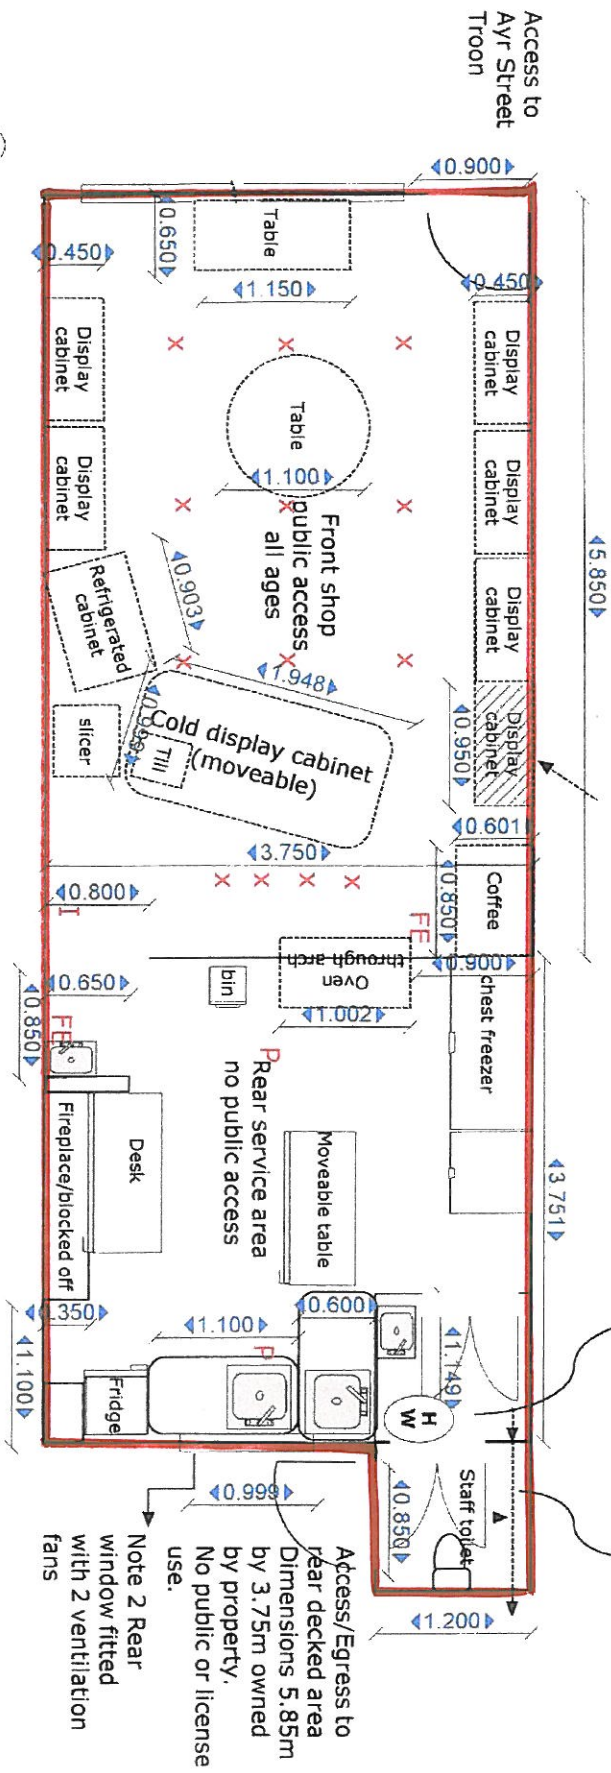 Access to
Ayr Street
Troon
0.900
5.850
0.650
Table
1.150
0.450
0.450
Display
cabinet
Display
cabinet
Display
cabinet
Display
cabinet
Display
cabinet
Display
cabinet
X X X
Table
1.100
X X X
Front shop
public access
all ages
Refrigerated
cabinet
0.903
X X X
1.948
Cold display cabinet
(moveable)
Till
slicer
0.950
0.601
3.750
0.800
I
X X X X
Coffee
0.850
FE
0.900
Oven
through arch
1.002
bin
0.650
0.850
FE
chest freezer
3.751
P
Rear service area
no public access
Moveable table
Desk
Fireplace/blocked off
0.350
1.100
1.100
0.600
P
1.149
H
W
Fridge
0.999
Staff toilet
0.850
1.200
Access/Egress to
rear decked area
Dimensions 5.85m
by 3.75m owned
by property.
No public or license
use.
Note 2 Rear
window fitted
with 2 ventilation
fans